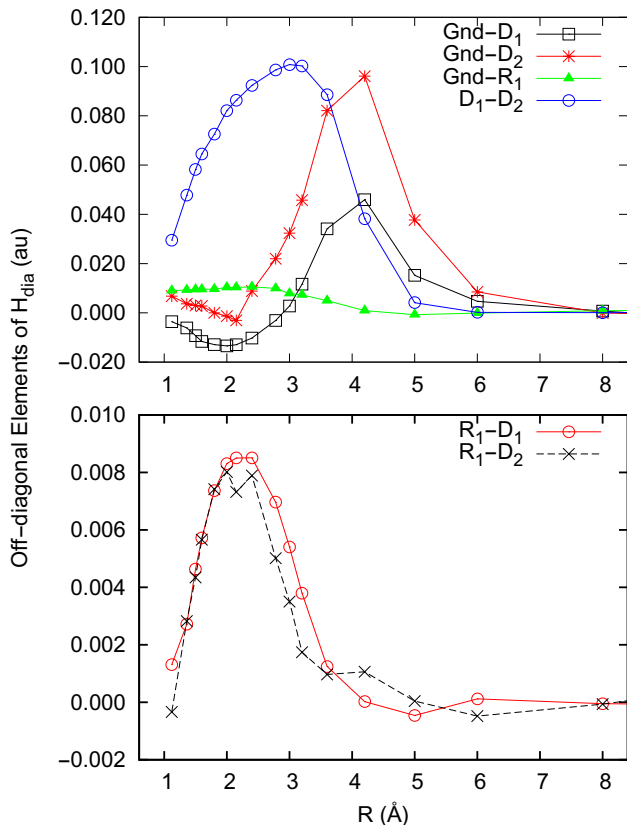 Off−diagonal Elements of H_dia (au)
0.120
0.100
0.080
0.060
0.040
0.020
0.000
−0.020
Gnd−D1
Gnd−D2
Gnd−R1
D1−D2
1 2 3 4 5 6 7 8
0.010
0.008
0.006
0.004
0.002
0.000
−0.002
R1−D1
R1−D2
1 2 3 4 5 6 7 8
R (Å)